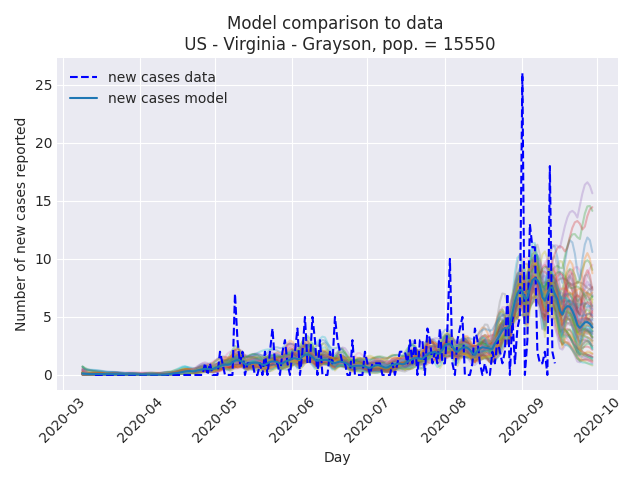 Model comparison to data
US - Virginia - Grayson, pop. = 15550
new cases data
new cases model
Number of new cases reported
25
20
15
10
5
0
2020-03
2020-04
2020-05
2020-06
2020-07
2020-08
2020-09
2020-10
Day